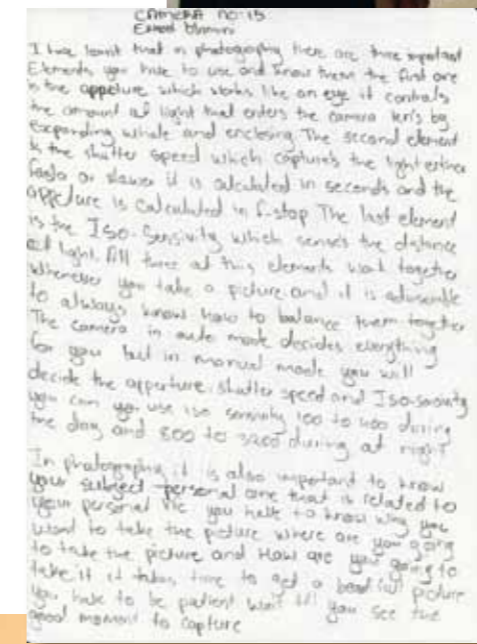 CAMERA no:15
I have learnt that in photography there are three important
Elements you have to use and know them the first one
is the appeture which works like an eye it controls
the amount of light that enters the camera len's by
expanding whole and enclosing. The second element
is the shutter speed which captures the light either
faster or slower it is calculated in seconds and the
appeture is calculated in f-stop The last element
is the Iso-Sensivity which senses the distance
of light. All three of this elements work together
Whenever you take a picture and it is adviseable
to always know how to balance them together
The camera in auto mode decides everything
for you but in manual mode you will
decide the apperture, shutter speed and Iso-
you can use iso sensivity 100 to 400 during
the day and 800 to 3200 during at night
In photography it is also important to know
your subject - personal one that is related to
your personal life you have to know why you
want to take the picture where are you going
to take the picture and How are you going to
take it it takes time to get a beautiful picture
you have to be patient wait till you see the
good moment to capture